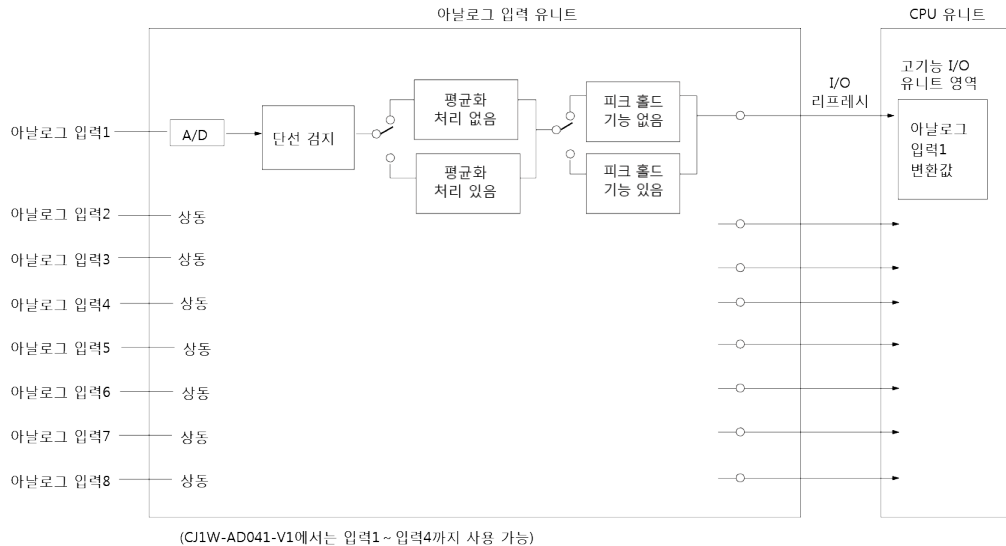 아날로그 입력 유니트
CPU 유니트
고기능 I/O
유니트 영역
I/O
리프레시
아날로그 입력1
A/D
단선 검지
평균화
처리 없음
평균화
처리 있음
피크 홀드
기능 없음
피크 홀드
기능 있음
아날로그
입력1
변환값
아날로그 입력2
상동
아날로그 입력3
상동
아날로그 입력4
상동
아날로그 입력5
상동
아날로그 입력6
상동
아날로그 입력7
상동
아날로그 입력8
상동
(CJ1W-AD041-V1에서는 입력1 ~ 입력4까지 사용 가능)